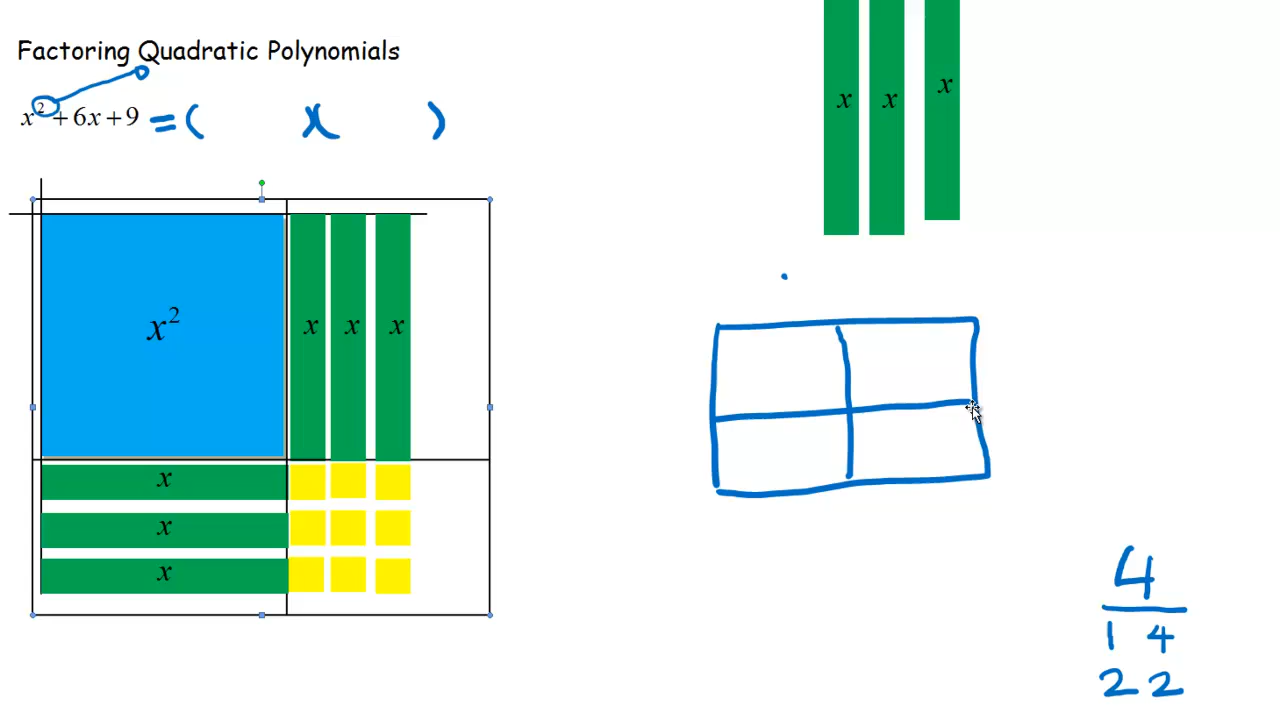 Factoring Quadratic Polynomials
x² + 6x + 9 = ( x )
x x x
x² x x x
x
x
x
4
1 4
2 2